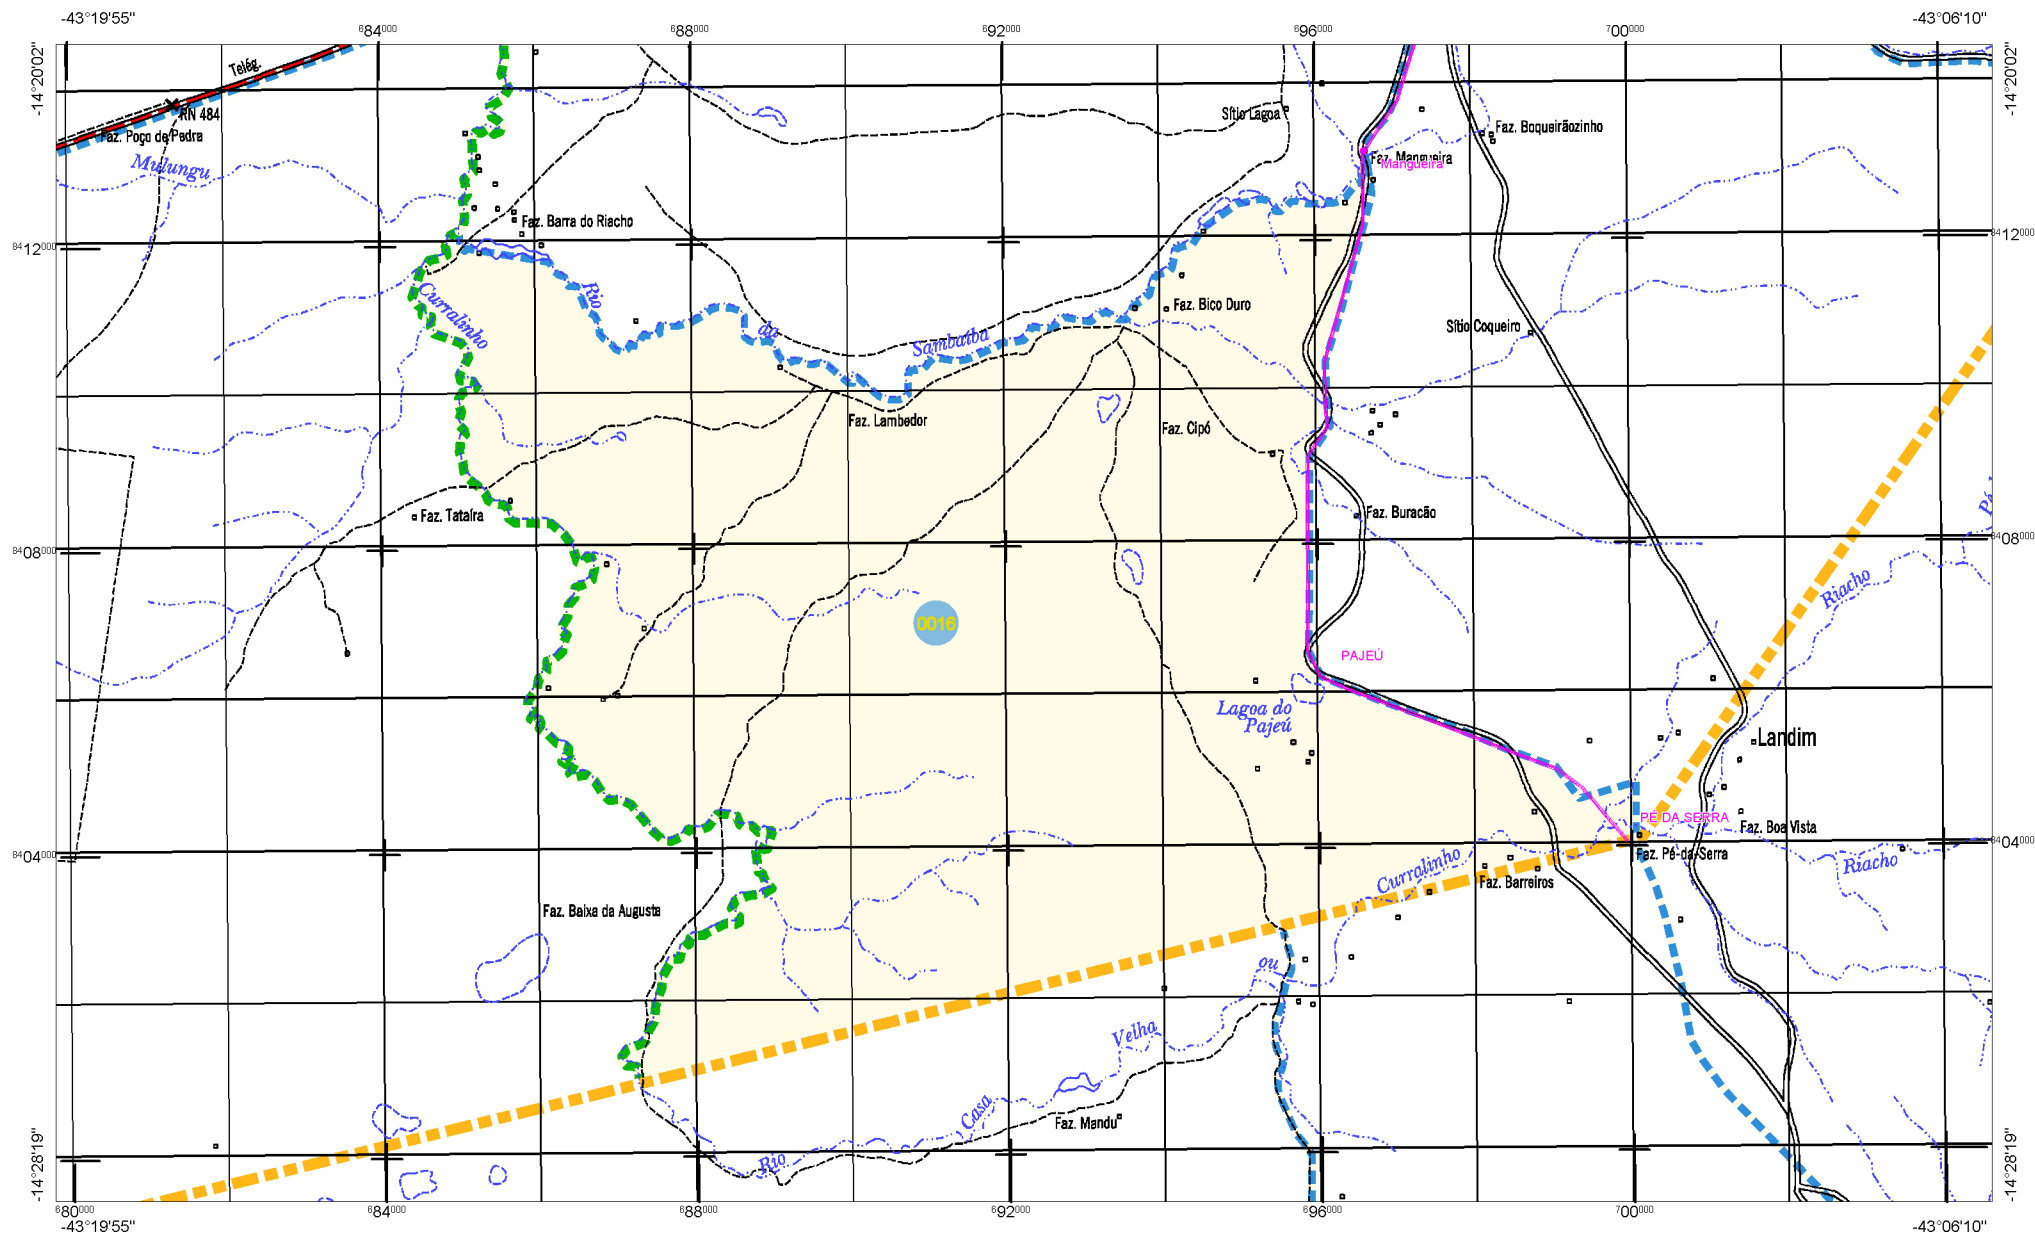 -43°19'55" -43°06'10"
684000 688000 692000 696000 700000
-14°20'02" -14°20'02"
Telég.
RN 484
Faz. Poço de Pedra
Mulungu
Sítio Lagoa
Faz. Boqueirãozinho
Faz. Mangueira
Mangueira
Faz. Barra do Riacho
8412000 8412000
Curralinho
Rio
da
Sambaíba
Faz. Bico Duro
Sítio Coqueiro
Faz. Lambedor
Faz. Cipó
Faz. Tataíra
Faz. Buracão
8408000 8408000
Riacho
0016
PAJEÚ
Lagoa do
Pajeú
Landim
PÉ DA SERRA
Faz. Boa Vista
8404000 8404000
Faz. Pé-da-Serra
Riacho
Curralinho
Faz. Barreiros
Faz. Baixa da Augusta
ou
Velha
Casa
Faz. Mandu
Rio
-14°28'19" -14°28'19"
680000 684000 688000 692000 696000 700000
-43°19'55" -43°06'10"